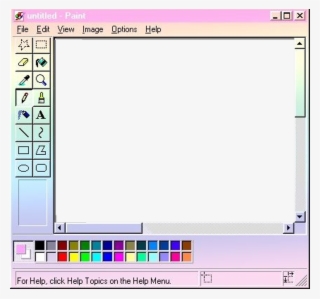 untitled - Paint
File Edit View Image Options Help
A
For Help, click Help Topics on the Help Menu.